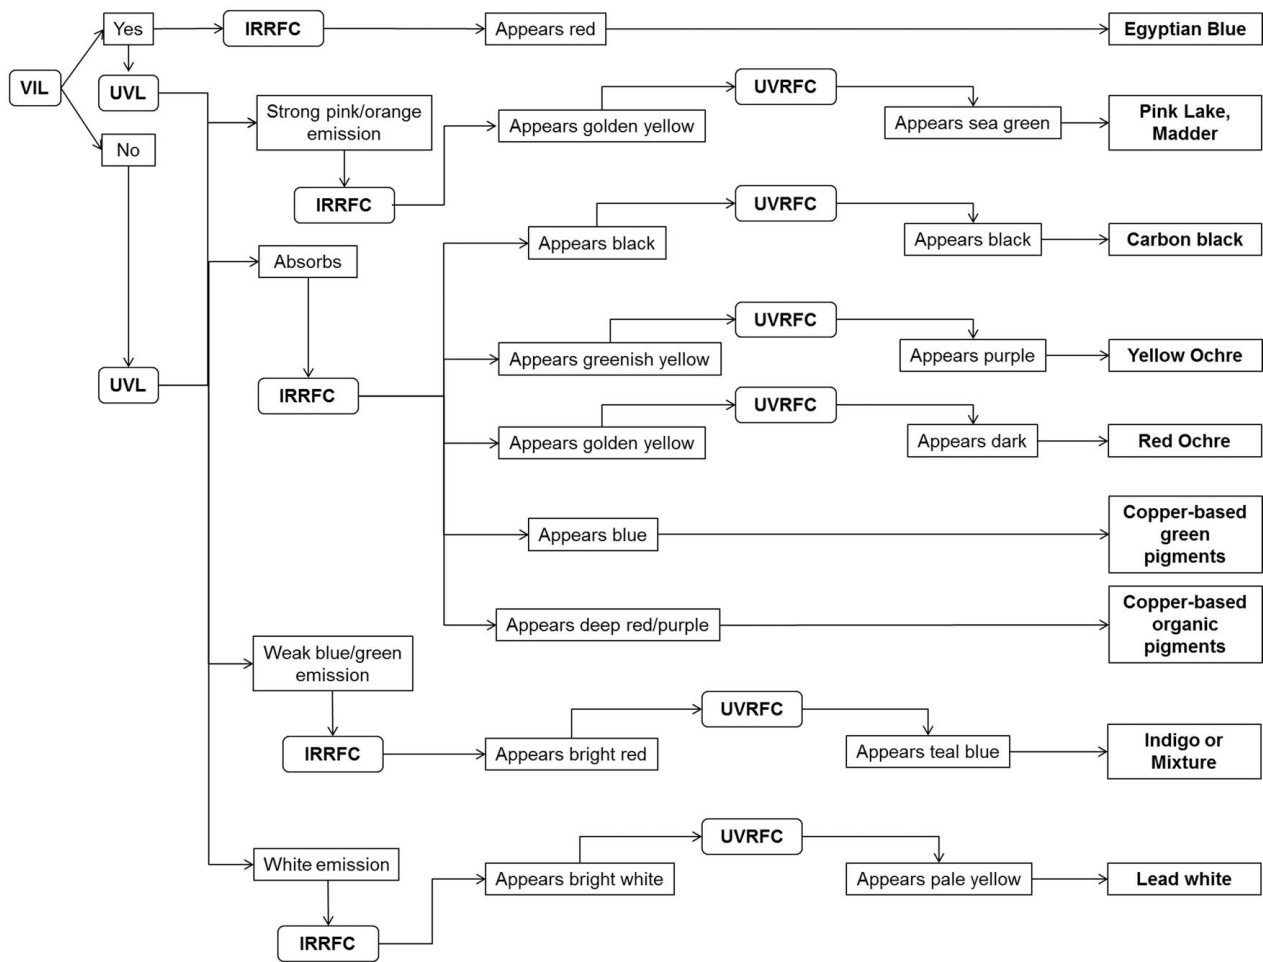 VIL
Yes
IRRFC
Appears red
Egyptian Blue
UVL
No
Strong pink/orange
emission
IRRFC
Appears golden yellow
UVRFC
Appears sea green
Pink Lake,
Madder
UVL
Absorbs
IRRFC
Appears black
UVRFC
Appears black
Carbon black
Appears greenish yellow
UVRFC
Appears purple
Yellow Ochre
Appears golden yellow
UVRFC
Appears dark
Red Ochre
Appears blue
Copper-based
green
pigments
Appears deep red/purple
Copper-based
organic
pigments
Weak blue/green
emission
IRRFC
Appears bright red
UVRFC
Appears teal blue
Indigo or
Mixture
White emission
IRRFC
Appears bright white
UVRFC
Appears pale yellow
Lead white